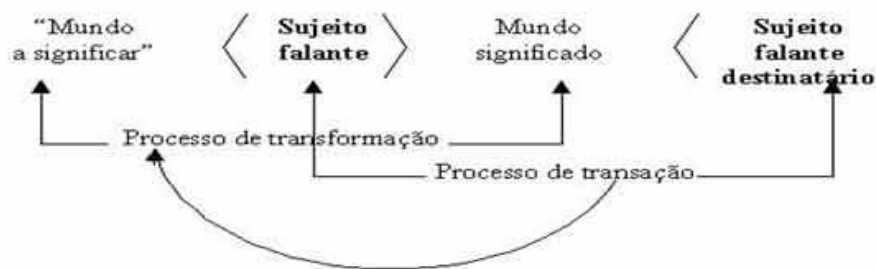 “Mundo
a significar”
Sujeito
falante
Mundo
significado
Sujeito
falante
destinatário
Processo de transformação
Processo de transação